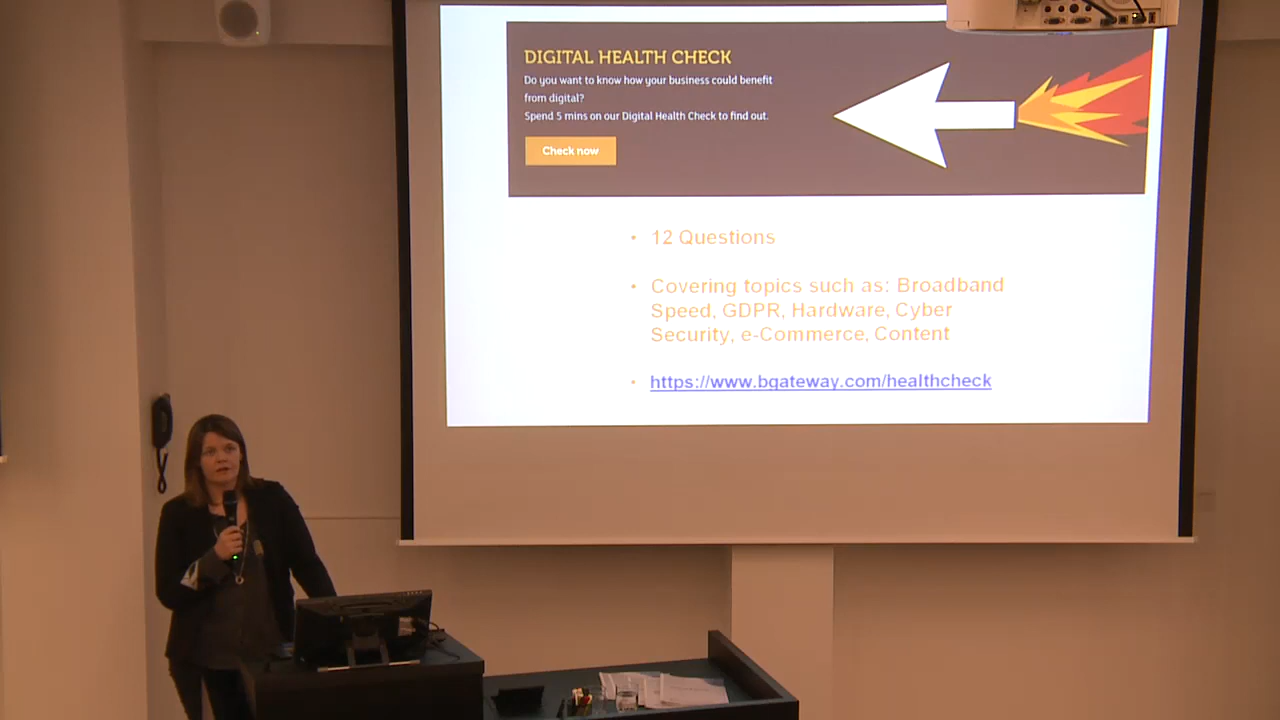 DIGITAL HEALTH CHECK
Do you want to know how your business could benefit
from digital?
Spend 5 mins on our Digital Health Check to find out.
Check now
• 12 Questions
• Covering topics such as: Broadband
Speed, GDPR, Hardware, Cyber
Security, e-Commerce, Content
• https://www.bgateway.com/healthcheck